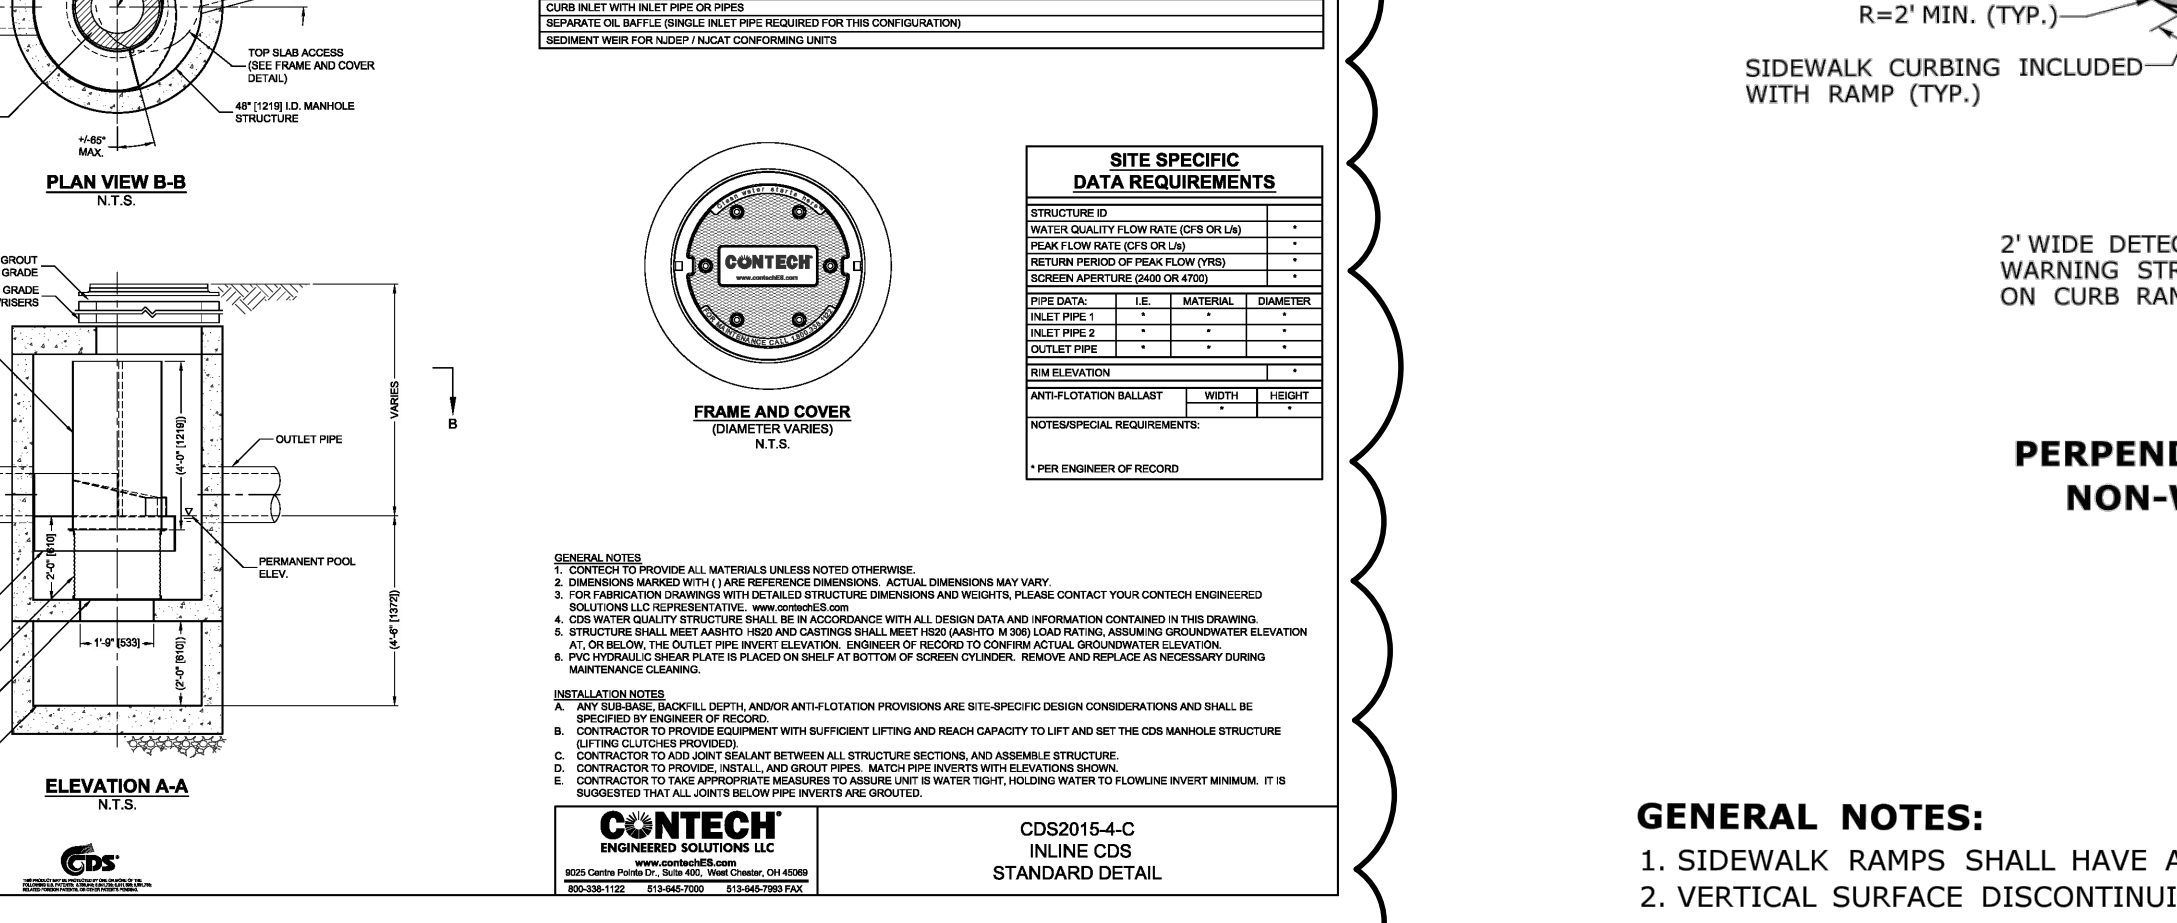 CURB INLET WITH INLET PIPE OR PIPES
SEPARATE OIL BAFFLE (SINGLE INLET PIPE REQUIRED FOR THIS CONFIGURATION)
SEDIMENT WEIR FOR NJDEP / NJCAT CONFORMING UNITS
TOP SLAB ACCESS
(SEE FRAME AND COVER
DETAIL)
48" [1219] I.D. MANHOLE
STRUCTURE
+/-65°
MAX.
PLAN VIEW B-B
N.T.S.
GROUT
GRADE
GRADE
/RISERS
VARIES
B
(4'-0" [1219])
OUTLET PIPE
2'-0" [610]
PERMANENT POOL
ELEV.
1'-9" [533]
(2'-0" [610])
(4'-6" [1372])
ELEVATION A-A
N.T.S.
CDS
Clean water starts here
CONTECH
www.contechES.com
FOR MAINTENANCE CALL 1.800.338.1122
FRAME AND COVER
(DIAMETER VARIES)
N.T.S.
SITE SPECIFIC
DATA REQUIREMENTS
STRUCTURE ID
WATER QUALITY FLOW RATE (CFS OR L/s) *
PEAK FLOW RATE (CFS OR L/s) *
RETURN PERIOD OF PEAK FLOW (YRS) *
SCREEN APERTURE (2400 OR 4700) *
PIPE DATA: I.E. MATERIAL DIAMETER
INLET PIPE 1 * * *
INLET PIPE 2 * * *
OUTLET PIPE * * *
RIM ELEVATION *
ANTI-FLOTATION BALLAST WIDTH HEIGHT
* *
NOTES/SPECIAL REQUIREMENTS:
* PER ENGINEER OF RECORD
GENERAL NOTES
1. CONTECH TO PROVIDE ALL MATERIALS UNLESS NOTED OTHERWISE.
2. DIMENSIONS MARKED WITH ( ) ARE REFERENCE DIMENSIONS. ACTUAL DIMENSIONS MAY VARY.
3. FOR FABRICATION DRAWINGS WITH DETAILED STRUCTURE DIMENSIONS AND WEIGHTS, PLEASE CONTACT YOUR CONTECH ENGINEERED
SOLUTIONS LLC REPRESENTATIVE. www.contechES.com
4. CDS WATER QUALITY STRUCTURE SHALL BE IN ACCORDANCE WITH ALL DESIGN DATA AND INFORMATION CONTAINED IN THIS DRAWING.
5. STRUCTURE SHALL MEET AASHTO HS20 AND CASTINGS SHALL MEET HS20 (AASHTO M 306) LOAD RATING, ASSUMING GROUNDWATER ELEVATION
AT, OR BELOW, THE OUTLET PIPE INVERT ELEVATION. ENGINEER OF RECORD TO CONFIRM ACTUAL GROUNDWATER ELEVATION.
6. PVC HYDRAULIC SHEAR PLATE IS PLACED ON SHELF AT BOTTOM OF SCREEN CYLINDER. REMOVE AND REPLACE AS NECESSARY DURING
MAINTENANCE CLEANING.
INSTALLATION NOTES
A. ANY SUB-BASE, BACKFILL DEPTH, AND/OR ANTI-FLOTATION PROVISIONS ARE SITE-SPECIFIC DESIGN CONSIDERATIONS AND SHALL BE
SPECIFIED BY ENGINEER OF RECORD.
B. CONTRACTOR TO PROVIDE EQUIPMENT WITH SUFFICIENT LIFTING AND REACH CAPACITY TO LIFT AND SET THE CDS MANHOLE STRUCTURE
(LIFTING CLUTCHES PROVIDED).
C. CONTRACTOR TO ADD JOINT SEALANT BETWEEN ALL STRUCTURE SECTIONS, AND ASSEMBLE STRUCTURE.
D. CONTRACTOR TO PROVIDE, INSTALL, AND GROUT PIPES. MATCH PIPE INVERTS WITH ELEVATIONS SHOWN.
E. CONTRACTOR TO TAKE APPROPRIATE MEASURES TO ASSURE UNIT IS WATER TIGHT, HOLDING WATER TO FLOWLINE INVERT MINIMUM. IT IS
SUGGESTED THAT ALL JOINTS BELOW PIPE INVERTS ARE GROUTED.
CONTECH®
ENGINEERED SOLUTIONS LLC
www.contechES.com
9025 Centre Pointe Dr., Suite 400, West Chester, OH 45069
800-338-1122 513-645-7000 513-645-7993 FAX
CDS2015-4-C
INLINE CDS
STANDARD DETAIL
R=2' MIN. (TYP.)
SIDEWALK CURBING INCLUDED
WITH RAMP (TYP.)
2' WIDE DETEC
WARNING STR
ON CURB RAM
PERPEND
NON-W
GENERAL NOTES:
1. SIDEWALK RAMPS SHALL HAVE A
2. VERTICAL SURFACE DISCONTINUI